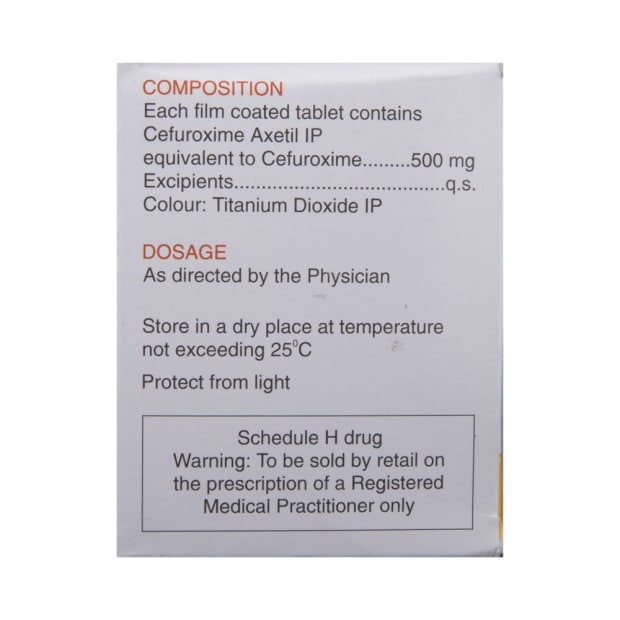 COMPOSITION
Each film coated tablet contains
Cefuroxime Axetil IP
equivalent to Cefuroxime.........500 mg
Excipients.......................................q.s.
Colour: Titanium Dioxide IP
DOSAGE
As directed by the Physician
Store in a dry place at temperature
not exceeding 25⁰C
Protect from light
Schedule H drug
Warning: To be sold by retail on
the prescription of a Registered
Medical Practitioner only